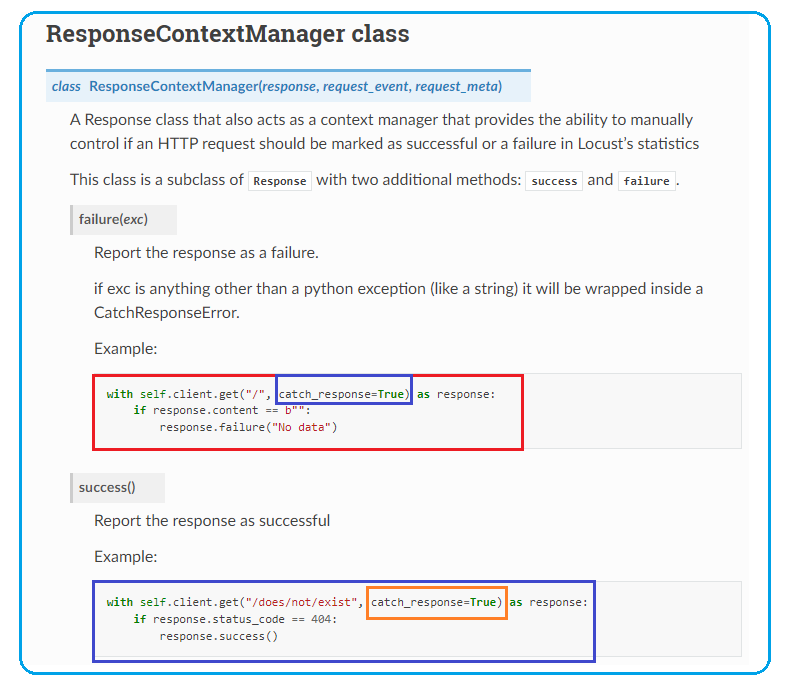 ResponseContextManager class
class ResponseContextManager(response, request_event, request_meta)
A Response class that also acts as a context manager that provides the ability to manually
control if an HTTP request should be marked as successful or a failure in Locust’s statistics
This class is a subclass of Response with two additional methods: success and failure.
failure(exc)
Report the response as a failure.
if exc is anything other than a python exception (like a string) it will be wrapped inside a
CatchResponseError.
Example:
with self.client.get("/", catch_response=True) as response:
    if response.content == b"":
        response.failure("No data")
success()
Report the response as successful
Example:
with self.client.get("/does/not/exist", catch_response=True) as response:
    if response.status_code == 404:
        response.success()